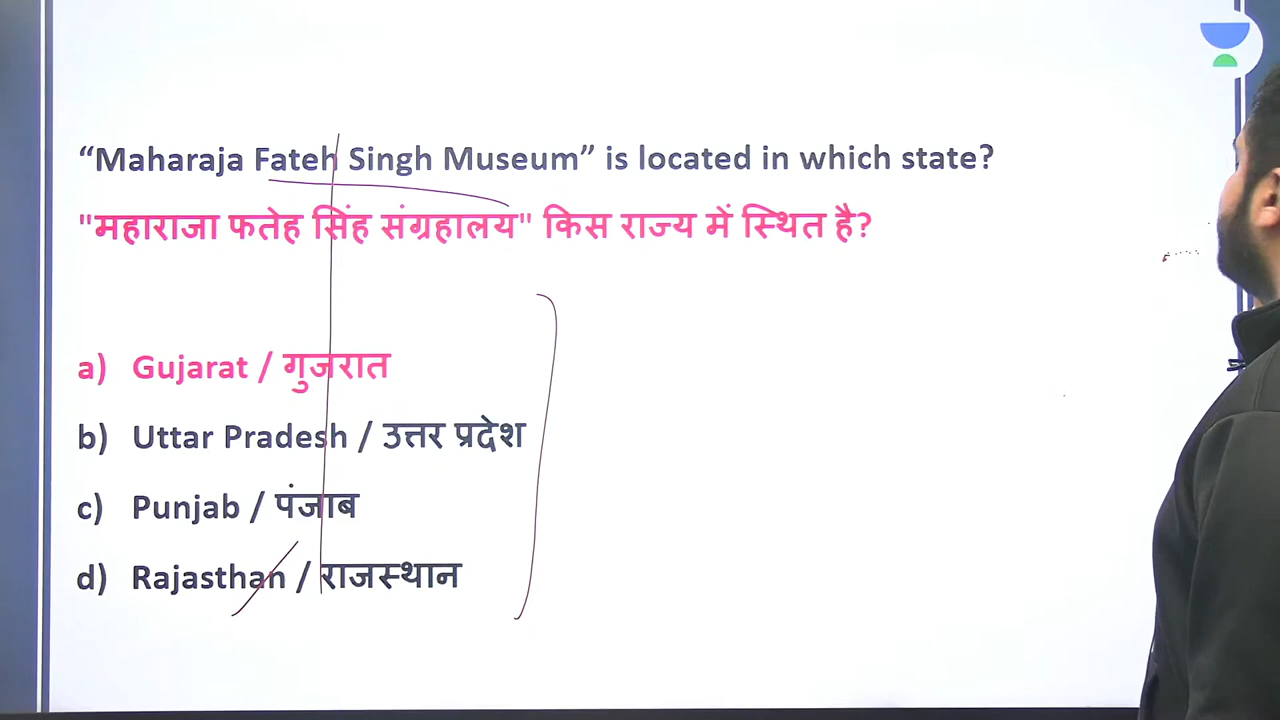 “Maharaja Fateh Singh Museum” is located in which state?
"महाराजा फतेह सिंह संग्रहालय" किस राज्य में स्थित है?
a) Gujarat / गुजरात
b) Uttar Pradesh / उत्तर प्रदेश
c) Punjab / पंजाब
d) Rajasthan / राजस्थान